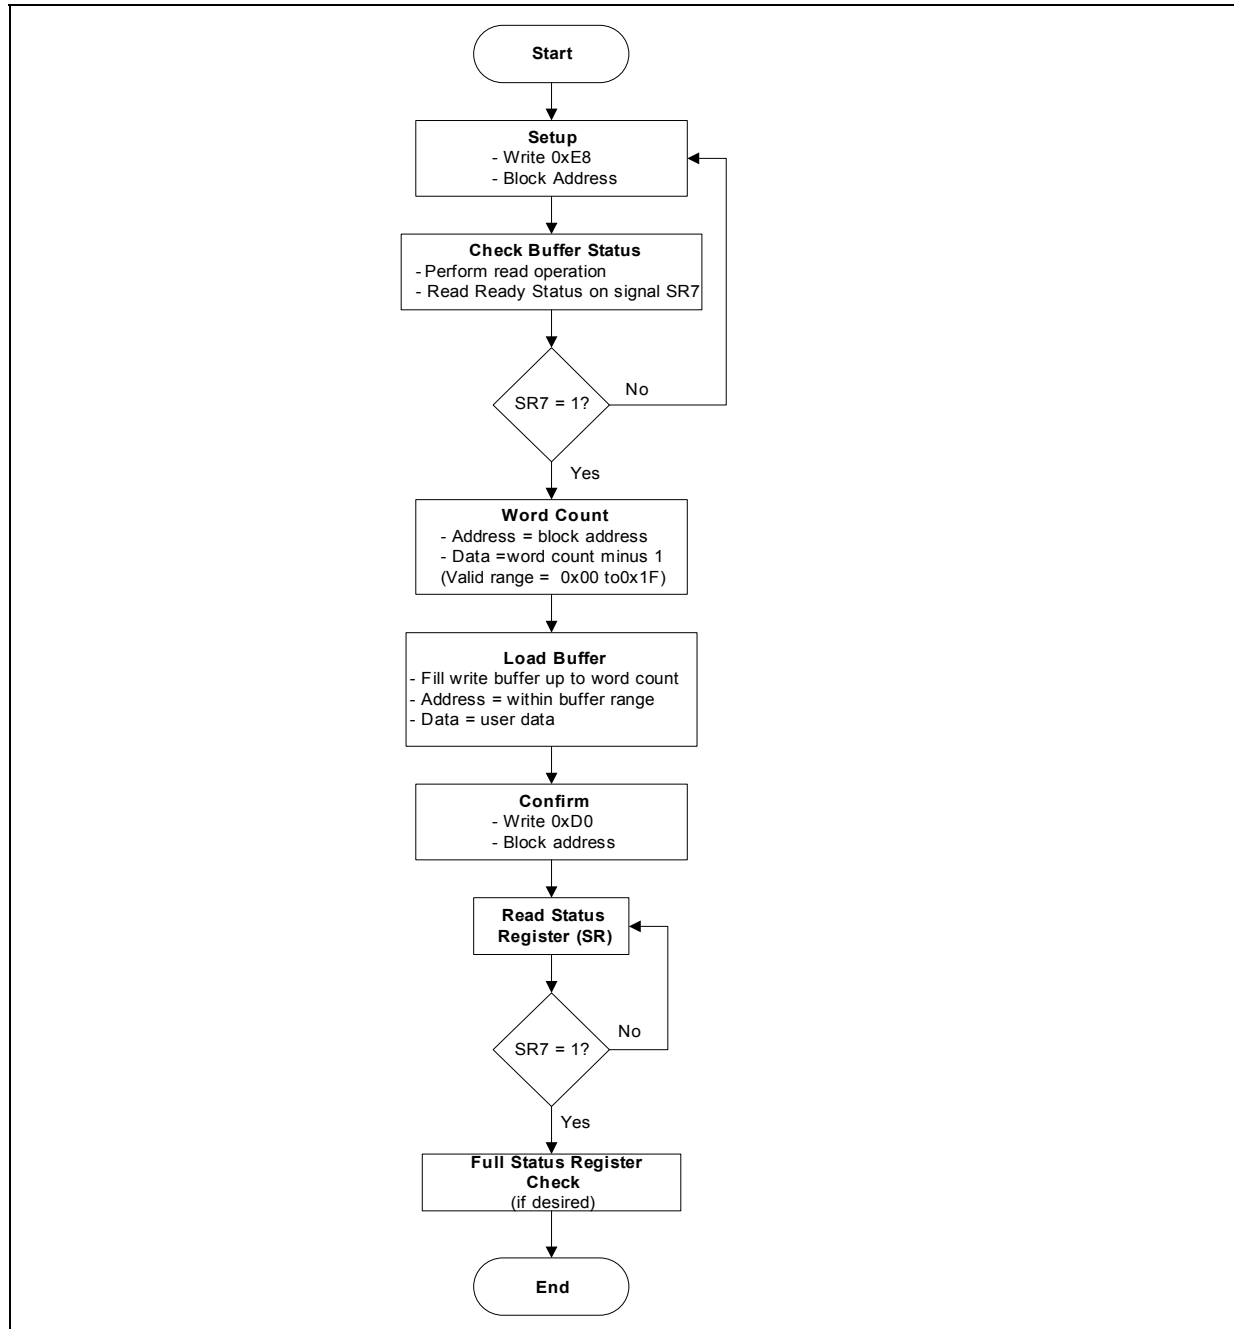 Start
Setup
- Write 0xE8
- Block Address
Check Buffer Status
- Perform read operation
- Read Ready Status on signal SR7
SR7 = 1?
No
Yes
Word Count
- Address = block address
- Data =word count minus 1
(Valid range = 0x00 to0x1F)
Load Buffer
- Fill write buffer up to word count
- Address = within buffer range
- Data = user data
Confirm
- Write 0xD0
- Block address
Read Status
Register (SR)
SR7 = 1?
No
Yes
Full Status Register
Check
(if desired)
End